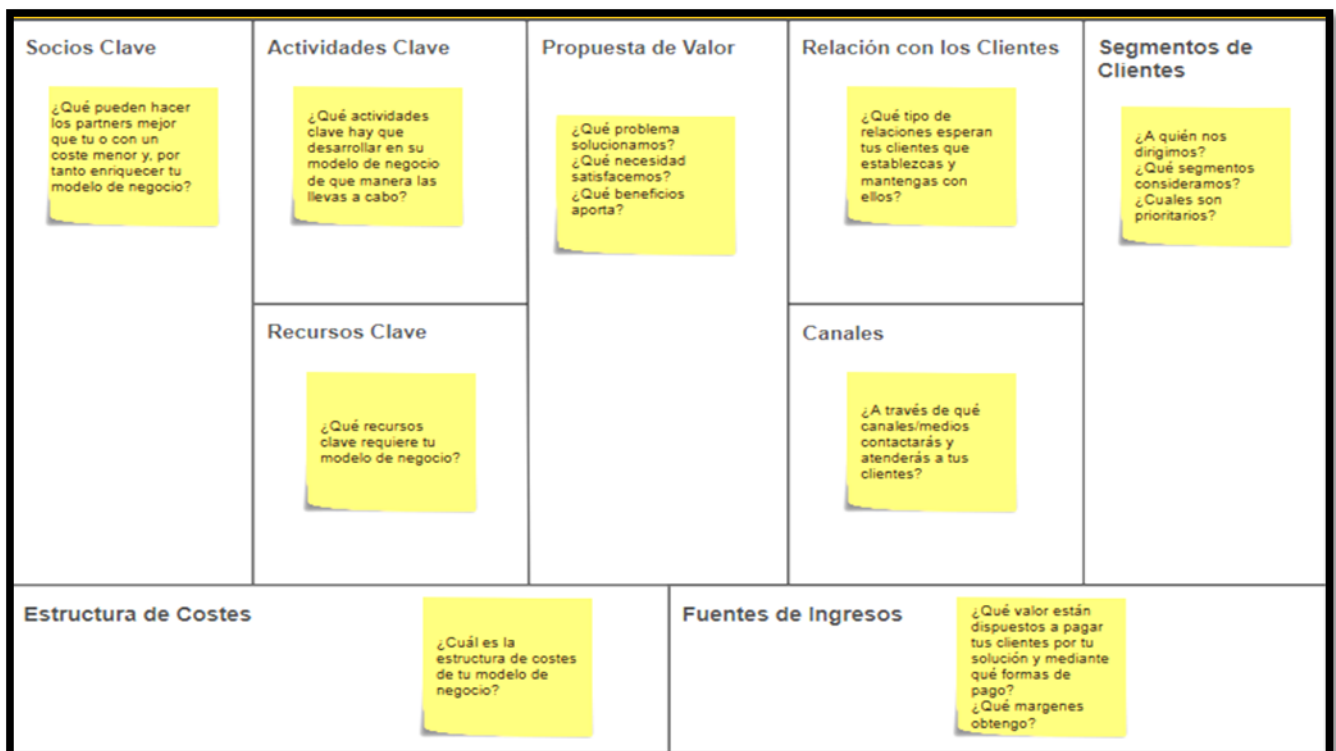 Socios Clave
¿Qué pueden hacer
los partners mejor
que tu o con un
coste menor y, por
tanto enriquecer tu
modelo de negocio?
Actividades Clave
¿Qué actividades
clave hay que
desarrollar en su
modelo de negocio
de que manera las
llevas a cabo?
Recursos Clave
¿Qué recursos
clave requiere tu
modelo de negocio?
Propuesta de Valor
¿Qué problema
solucionamos?
¿Qué necesidad
satisfacemos?
¿Qué beneficios
aporta?
Relación con los Clientes
¿Qué tipo de
relaciones esperan
tus clientes que
establezcas y
mantengas con
ellos?
Canales
¿A través de qué
canales/medios
contactarás y
atenderás a tus
clientes?
Segmentos de
Clientes
¿A quién nos
dirigimos?
¿Qué segmentos
consideramos?
¿Cuales son
prioritarios?
Estructura de Costes
¿Cuál es la
estructura de costes
de tu modelo de
negocio?
Fuentes de Ingresos
¿Qué valor están
dispuestos a pagar
tus clientes por tu
solución y mediante
qué formas de
pago?
¿Qué margenes
obtengo?